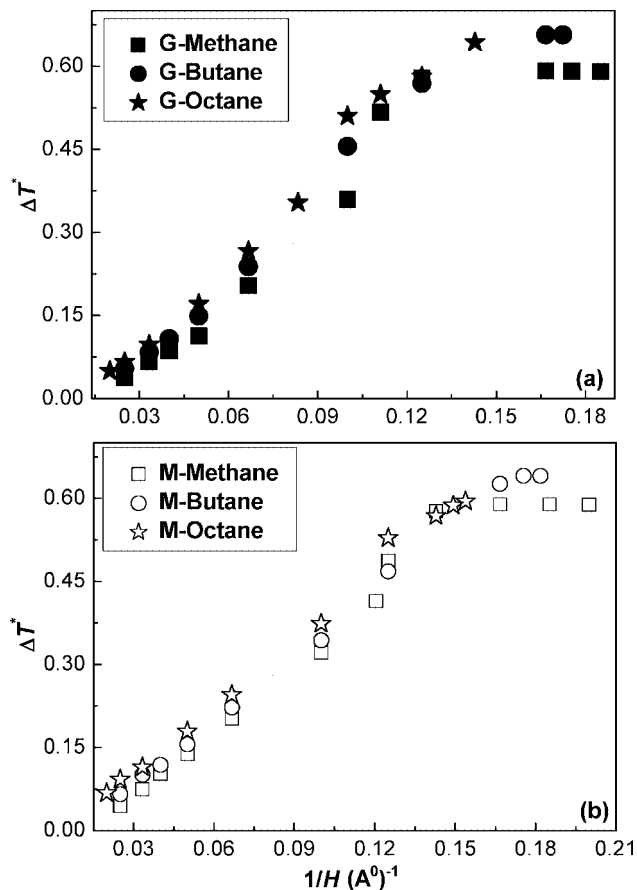 G-Methane
G-Butane
G-Octane
0.60
0.45
0.30
0.15
0.00
ΔT*
(a)
0.03 0.06 0.09 0.12 0.15 0.18
M-Methane
M-Butane
M-Octane
0.60
0.45
0.30
0.15
0.00
ΔT*
(b)
0.03 0.06 0.09 0.12 0.15 0.18 0.21
1/H (A⁰)⁻¹